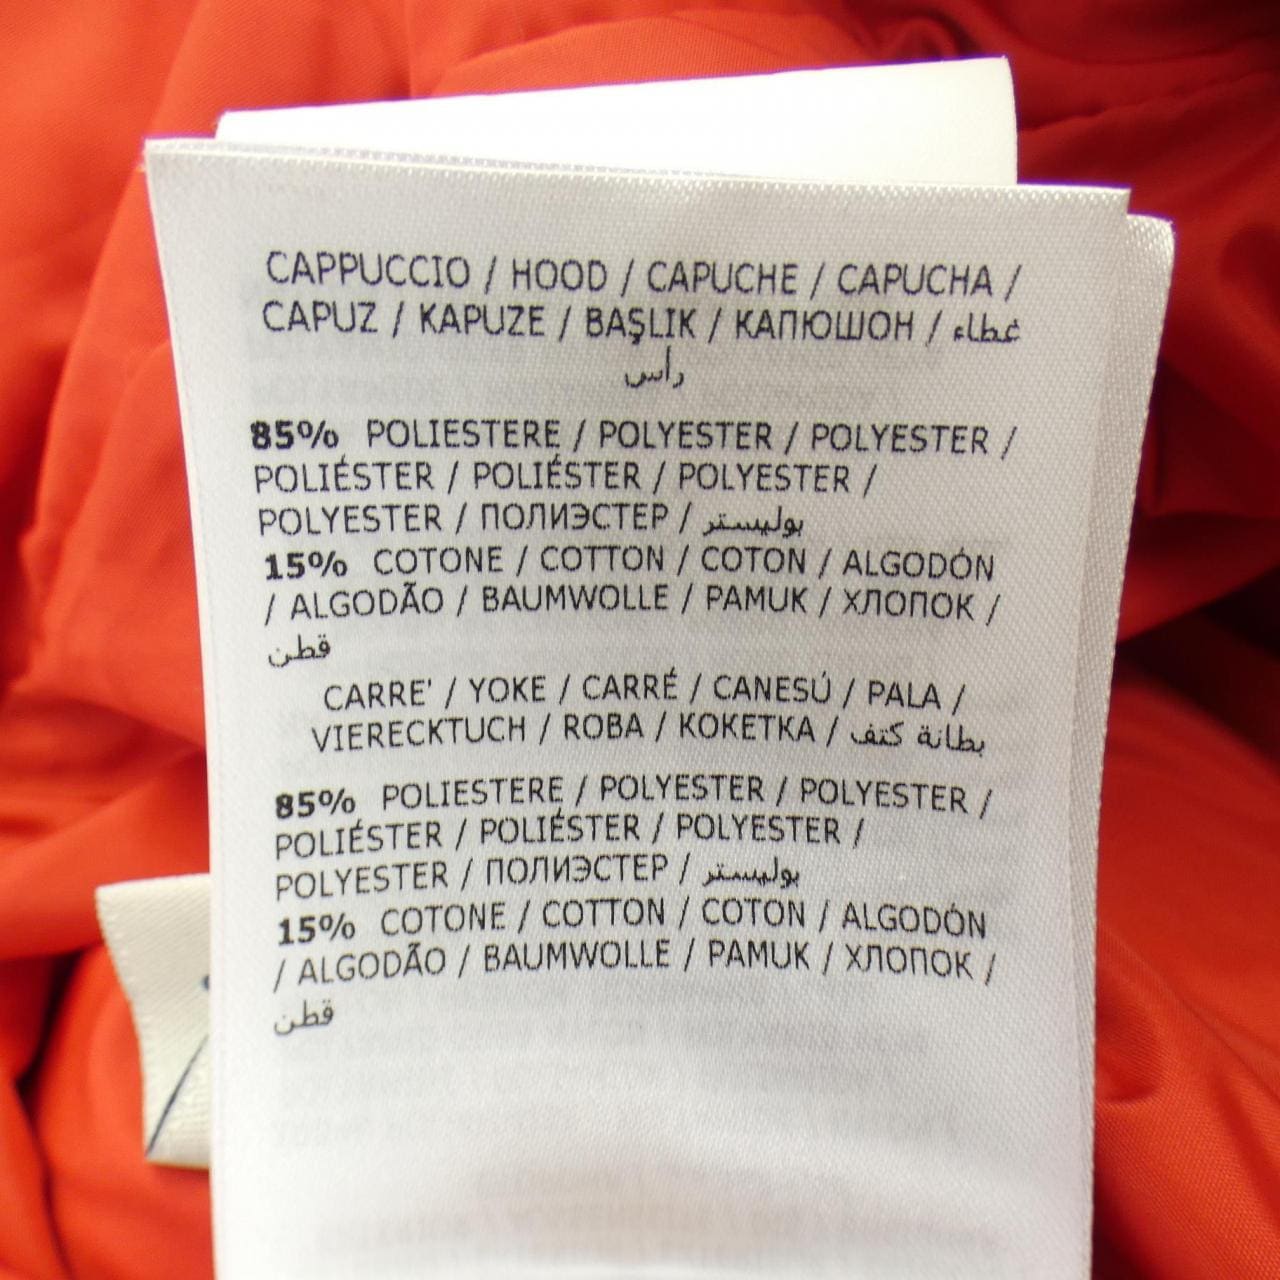 CAPPUCCIO / HOOD / CAPUCHE / CAPUCHA /
CAPUZ / KAPUZE / BAŞLIK / КАПЮШОН / غطاء
رأس
85% POLIESTERE / POLYESTER / POLYESTER /
POLIÉSTER / POLIÉSTER / POLYESTER /
POLYESTER / ПОЛИЭСТЕР / بوليستر
15% COTONE / COTTON / COTON / ALGODÓN
/ ALGODÃO / BAUMWOLLE / PAMUK / ХЛОПОК /
قطن
CARRE' / YOKE / CARRÉ / CANESÚ / PALA /
VIERECKTUCH / ROBA / КОКЕТКА / بطانة كتف
85% POLIESTERE / POLYESTER / POLYESTER /
POLIÉSTER / POLIÉSTER / POLYESTER /
POLYESTER / ПОЛИЭСТЕР / بوليستر
15% COTONE / COTTON / COTON / ALGODÓN
/ ALGODÃO / BAUMWOLLE / PAMUK / ХЛОПОК /
قطن